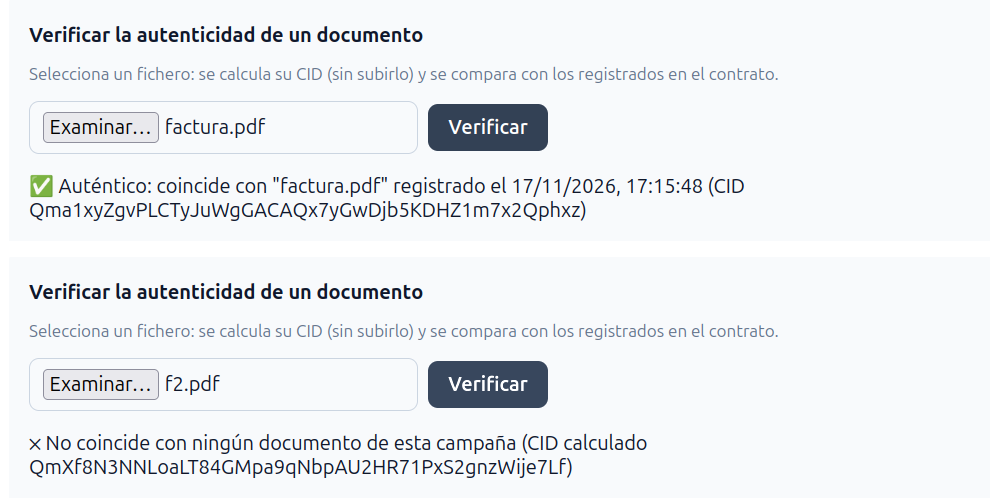 Verificar la autenticidad de un documento
Selecciona un fichero: se calcula su CID (sin subirlo) y se compara con los registrados en el contrato.
Examinar... factura.pdf Verificar
✅ Auténtico: coincide con "factura.pdf" registrado el 17/11/2026, 17:15:48 (CID
Qma1xyZgvPLCTyJuWgGACAQx7yGwDjb5KDHZ1m7x2Qphxz)
Verificar la autenticidad de un documento
Selecciona un fichero: se calcula su CID (sin subirlo) y se compara con los registrados en el contrato.
Examinar... f2.pdf Verificar
× No coincide con ningún documento de esta campaña (CID calculado
QmXf8N3NNLoaLT84GMpa9qNbpAU2HR71PxS2gnzWije7Lf)